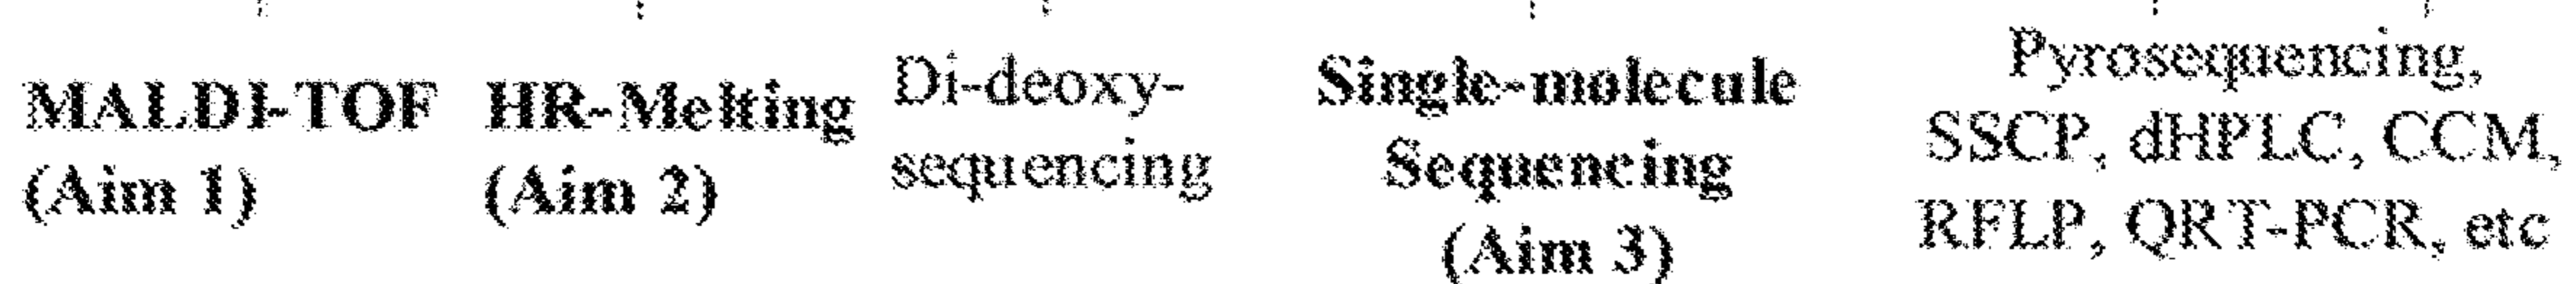 MALDI-TOF
(Aim 1)
HR-Melting
(Aim 2)
Di-deoxy-
sequencing
Single-molecule
Sequencing
(Aim 3)
Pyrosequencing,
SSCP, dHPLC, CCM,
RFLP, QRT-PCR, etc